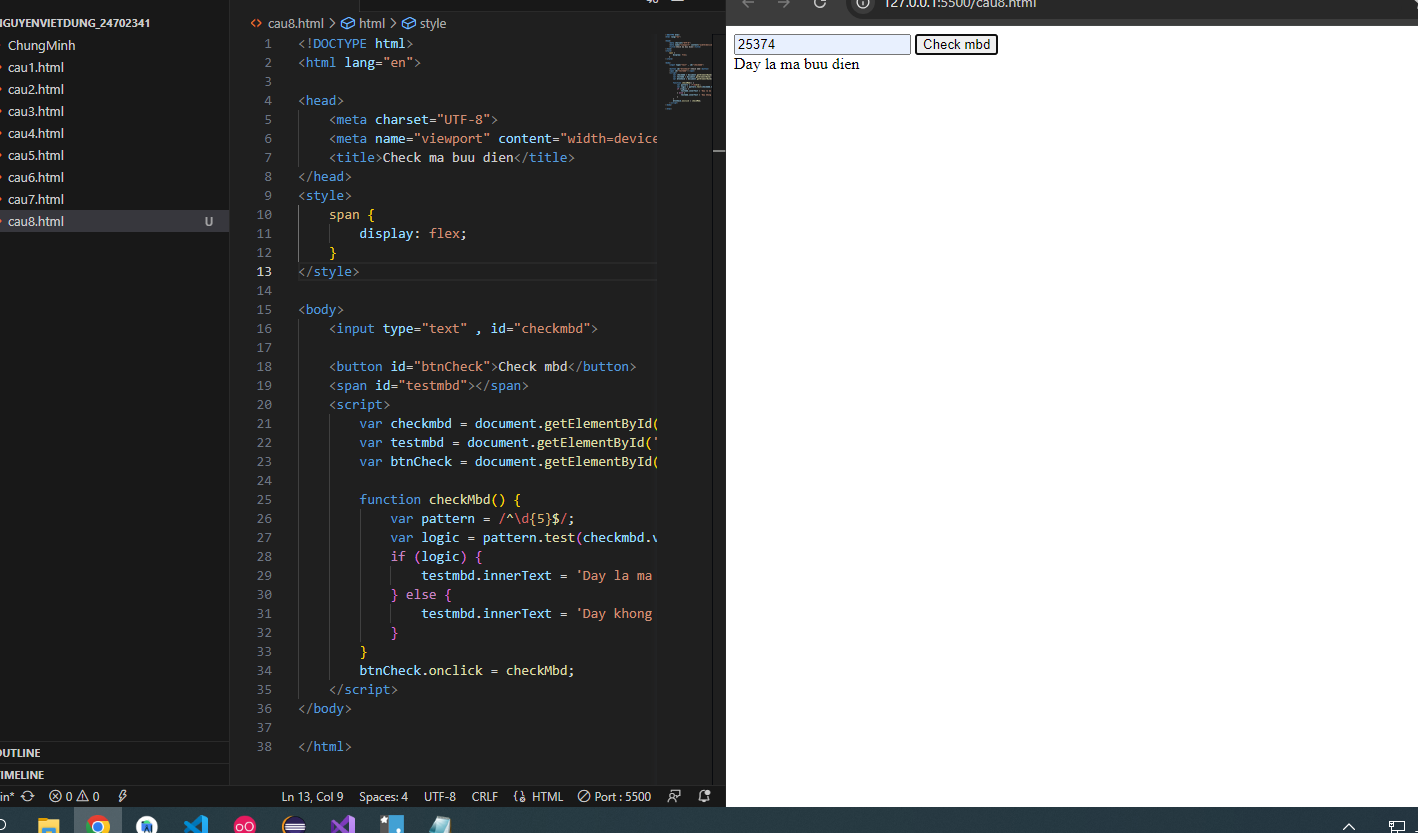 NGUYENVIETDUNG_24702341
ChungMinh
cau1.html
cau2.html
cau3.html
cau4.html
cau5.html
cau6.html
cau7.html
cau8.html U
OUTLINE
TIMELINE
<> cau8.html > html > style
1 <!DOCTYPE html>
2 <html lang="en">
3
4 <head>
5 <meta charset="UTF-8">
6 <meta name="viewport" content="width=device
7 <title>Check ma buu dien</title>
8 </head>
9 <style>
10 span {
11 display: flex;
12 }
13 </style>
14
15 <body>
16 <input type="text" , id="checkmbd">
17
18 <button id="btnCheck">Check mbd</button>
19 <span id="testmbd"></span>
20 <script>
21 var checkmbd = document.getElementById(
22 var testmbd = document.getElementById('
23 var btnCheck = document.getElementById(
24
25 function checkMbd() {
26 var pattern = /^\d{5}$/;
27 var logic = pattern.test(checkmbd.v
28 if (logic) {
29 testmbd.innerText = 'Day la ma
30 } else {
31 testmbd.innerText = 'Day khong
32 }
33 }
34 btnCheck.onclick = checkMbd;
35 </script>
36 </body>
37
38 </html>
in* 0 0
Ln 13, Col 9 Spaces: 4 UTF-8 CRLF {} HTML Port : 5500
127.0.0.1:5500/cau8.html
25374 Check mbd
Day la ma buu dien